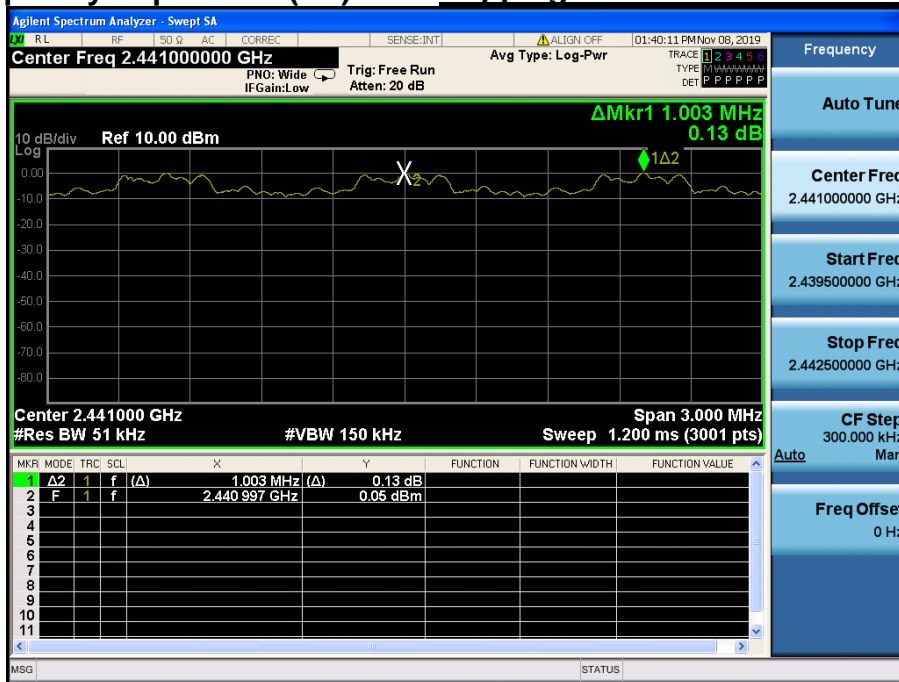 Agilent Spectrum Analyzer - Swept SA
LXI RL RF 50 Ω AC CORREC SENSE:INT ALIGN OFF 01:40:11 PM Nov 08, 2019
Center Freq 2.441000000 GHz
PNO: Wide
IFGain:Low
Trig: Free Run
Atten: 20 dB
Avg Type: Log-Pwr
TRACE 1 2 3 4 5 6
TYPE M WWWWW
DET P P P P P P
ΔMkr1 1.003 MHz
0.13 dB
10 dB/div Ref 10.00 dBm
Log
0.00
-10.0
-20.0
-30.0
-40.0
-50.0
-60.0
-70.0
-80.0
X2
1Δ2
Center 2.441000 GHz Span 3.000 MHz
#Res BW 51 kHz #VBW 150 kHz Sweep 1.200 ms (3001 pts)
MKR MODE TRC SCL X Y FUNCTION FUNCTION WIDTH FUNCTION VALUE
1 Δ2 1 f (Δ) 1.003 MHz (Δ) 0.13 dB
2 F 1 f 2.440 997 GHz 0.05 dBm
3
4
5
6
7
8
9
10
11
MSG STATUS
Frequency
Auto Tune
Center Freq
2.441000000 GHz
Start Freq
2.439500000 GHz
Stop Freq
2.442500000 GHz
CF Step
300.000 kHz
Auto Man
Freq Offset
0 Hz